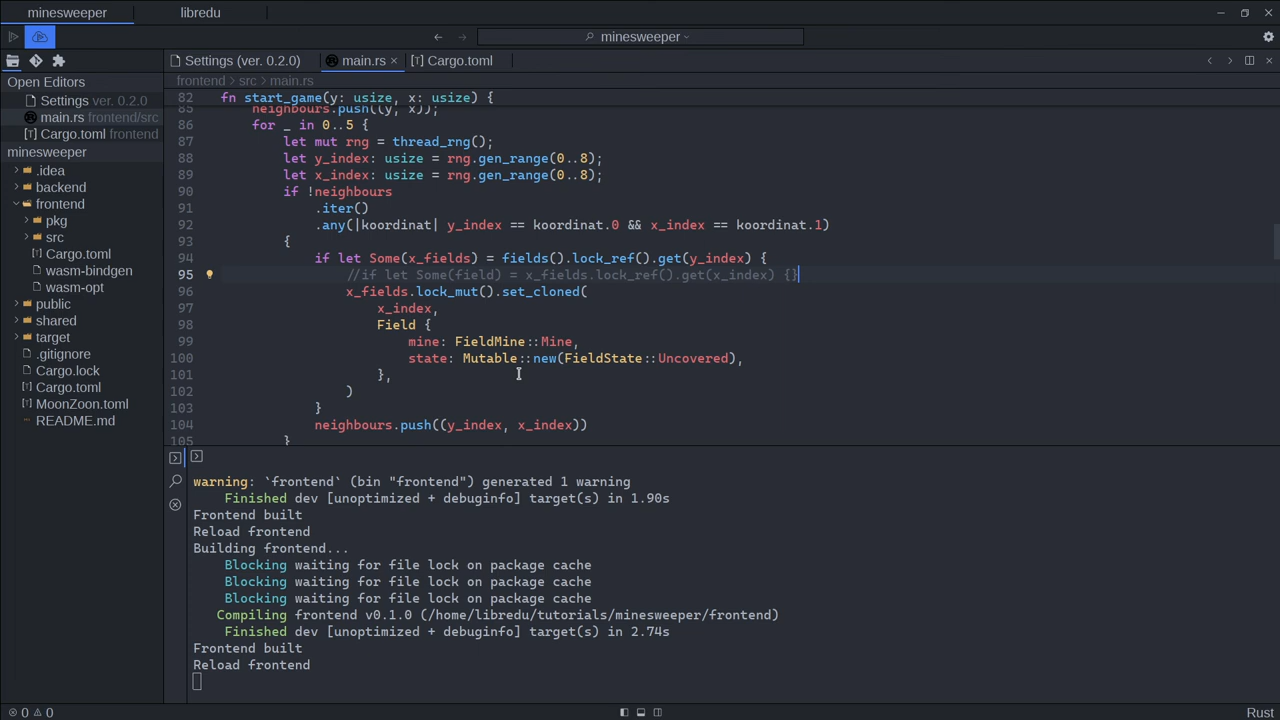 minesweeper libredu
minesweeper
Settings (ver. 0.2.0) main.rs Cargo.toml
Open Editors
Settings ver. 0.2.0
main.rs frontend/src
Cargo.toml frontend
minesweeper
.idea
backend
frontend
pkg
src
Cargo.toml
wasm-bindgen
wasm-opt
public
shared
target
.gitignore
Cargo.lock
Cargo.toml
MoonZoon.toml
README.md
frontend > src > main.rs
82 fn start_game(y: usize, x: usize) {
85 neighbours.push((y, x));
86 for _ in 0..5 {
87 let mut rng = thread_rng();
88 let y_index: usize = rng.gen_range(0..8);
89 let x_index: usize = rng.gen_range(0..8);
90 if !neighbours
91 .iter()
92 .any(|koordinat| y_index == koordinat.0 && x_index == koordinat.1)
93 {
94 if let Some(x_fields) = fields().lock_ref().get(y_index) {
95 //if let Some(field) = x_fields.lock_ref().get(x_index) {}
96 x_fields.lock_mut().set_cloned(
97 x_index,
98 Field {
99 mine: FieldMine::Mine,
100 state: Mutable::new(FieldState::Uncovered),
101 },
102 )
103 }
104 neighbours.push((y_index, x_index))
105 }
warning: `frontend` (bin "frontend") generated 1 warning
Finished dev [unoptimized + debuginfo] target(s) in 1.90s
Frontend built
Reload frontend
Building frontend...
Blocking waiting for file lock on package cache
Blocking waiting for file lock on package cache
Blocking waiting for file lock on package cache
Compiling frontend v0.1.0 (/home/libredu/tutorials/minesweeper/frontend)
Finished dev [unoptimized + debuginfo] target(s) in 2.74s
Frontend built
Reload frontend
0 0 Rust